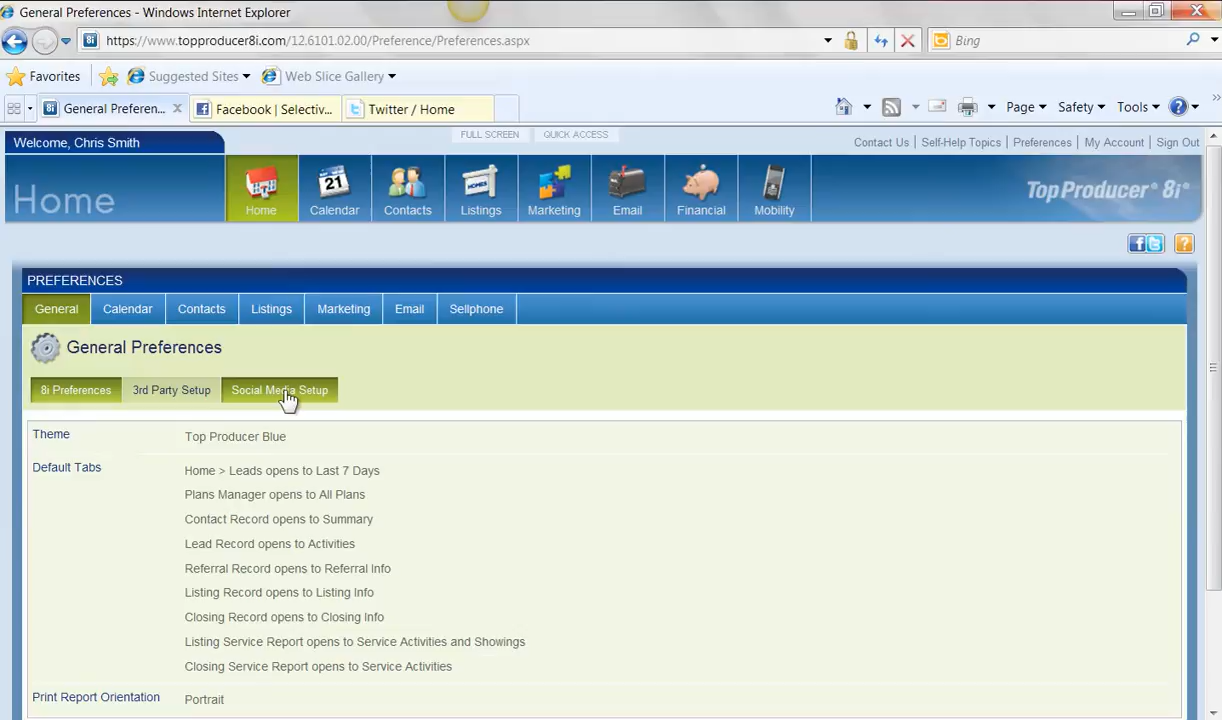 General Preferences - Windows Internet Explorer
https://www.topproducer8i.com/12.6101.02.00/Preference/Preferences.aspx
Bing
Favorites
Suggested Sites
Web Slice Gallery
8i General Preferen...
Facebook | Selectiv...
Twitter / Home
Page
Safety
Tools
Welcome, Chris Smith
FULL SCREEN
QUICK ACCESS
Contact Us | Self-Help Topics | Preferences | My Account | Sign Out
Home
Home
21
Calendar
Contacts
HOMES
Listings
Marketing
Email
Financial
Mobility
TopProducer® 8i®
PREFERENCES
General
Calendar
Contacts
Listings
Marketing
Email
Sellphone
General Preferences
8i Preferences
3rd Party Setup
Social Media Setup
Theme
Top Producer Blue
Default Tabs
Home > Leads opens to Last 7 Days
Plans Manager opens to All Plans
Contact Record opens to Summary
Lead Record opens to Activities
Referral Record opens to Referral Info
Listing Record opens to Listing Info
Closing Record opens to Closing Info
Listing Service Report opens to Service Activities and Showings
Closing Service Report opens to Service Activities
Print Report Orientation
Portrait